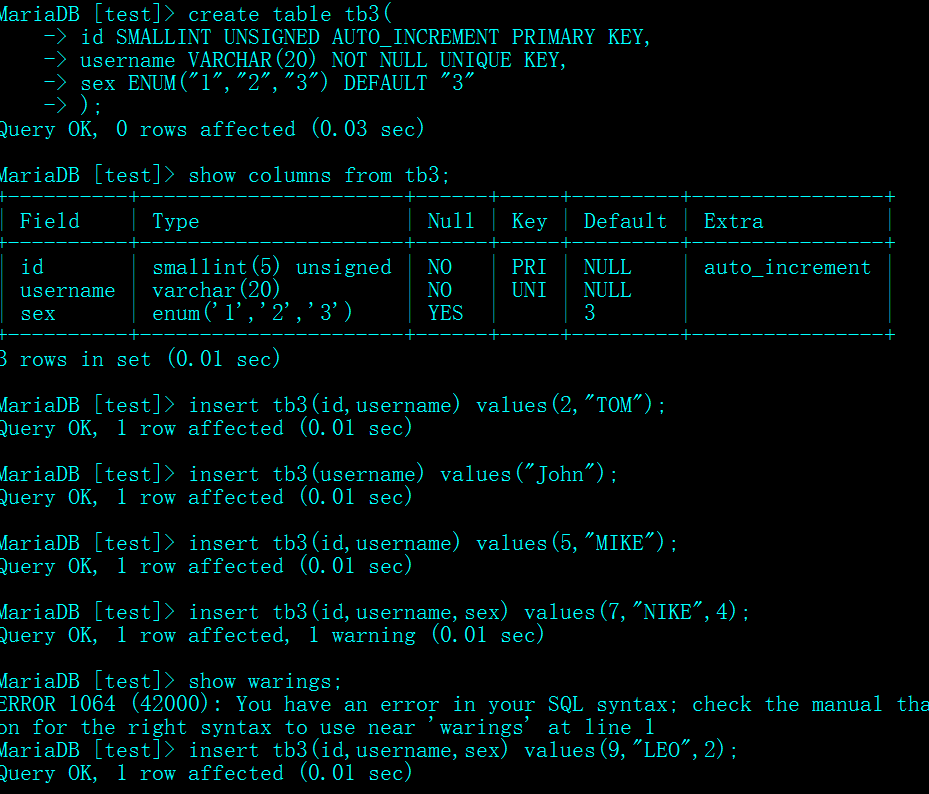 MariaDB [test]> create table tb3(
    -> id SMALLINT UNSIGNED AUTO_INCREMENT PRIMARY KEY,
    -> username VARCHAR(20) NOT NULL UNIQUE KEY,
    -> sex ENUM("1","2","3") DEFAULT "3"
    -> );
Query OK, 0 rows affected (0.03 sec)

MariaDB [test]> show columns from tb3;
+----------+----------------------+------+-----+---------+----------------+
| Field    | Type                 | Null | Key | Default | Extra          |
+----------+----------------------+------+-----+---------+----------------+
| id       | smallint(5) unsigned | NO   | PRI | NULL    | auto_increment |
| username | varchar(20)          | NO   | UNI | NULL    |                |
| sex      | enum('1','2','3')    | YES  |     | 3       |                |
+----------+----------------------+------+-----+---------+----------------+
3 rows in set (0.01 sec)

MariaDB [test]> insert tb3(id,username) values(2,"TOM");
Query OK, 1 row affected (0.01 sec)

MariaDB [test]> insert tb3(username) values("John");
Query OK, 1 row affected (0.01 sec)

MariaDB [test]> insert tb3(id,username) values(5,"MIKE");
Query OK, 1 row affected (0.01 sec)

MariaDB [test]> insert tb3(id,username,sex) values(7,"NIKE",4);
Query OK, 1 row affected, 1 warning (0.01 sec)

MariaDB [test]> show warings;
ERROR 1064 (42000): You have an error in your SQL syntax; check the manual tha
on for the right syntax to use near 'warings' at line 1
MariaDB [test]> insert tb3(id,username,sex) values(9,"LEO",2);
Query OK, 1 row affected (0.01 sec)